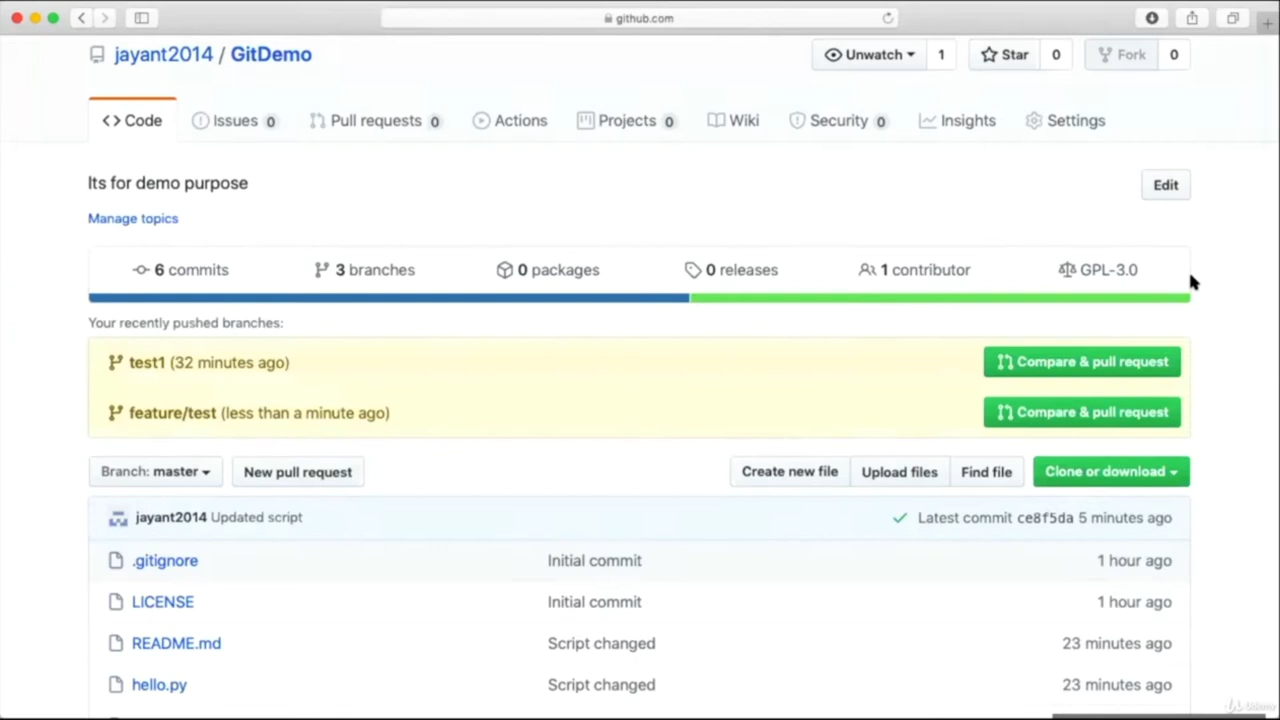 github.com
jayant2014 / GitDemo
Unwatch 1 Star 0 Fork 0
Code Issues 0 Pull requests 0 Actions Projects 0 Wiki Security 0 Insights Settings
Its for demo purpose
Edit
Manage topics
6 commits 3 branches 0 packages 0 releases 1 contributor GPL-3.0
Your recently pushed branches:
test1 (32 minutes ago) Compare & pull request
feature/test (less than a minute ago) Compare & pull request
Branch: master New pull request Create new file Upload files Find file Clone or download
jayant2014 Updated script Latest commit ce8f5da 5 minutes ago
.gitignore Initial commit 1 hour ago
LICENSE Initial commit 1 hour ago
README.md Script changed 23 minutes ago
hello.py Script changed 23 minutes ago
Udemy